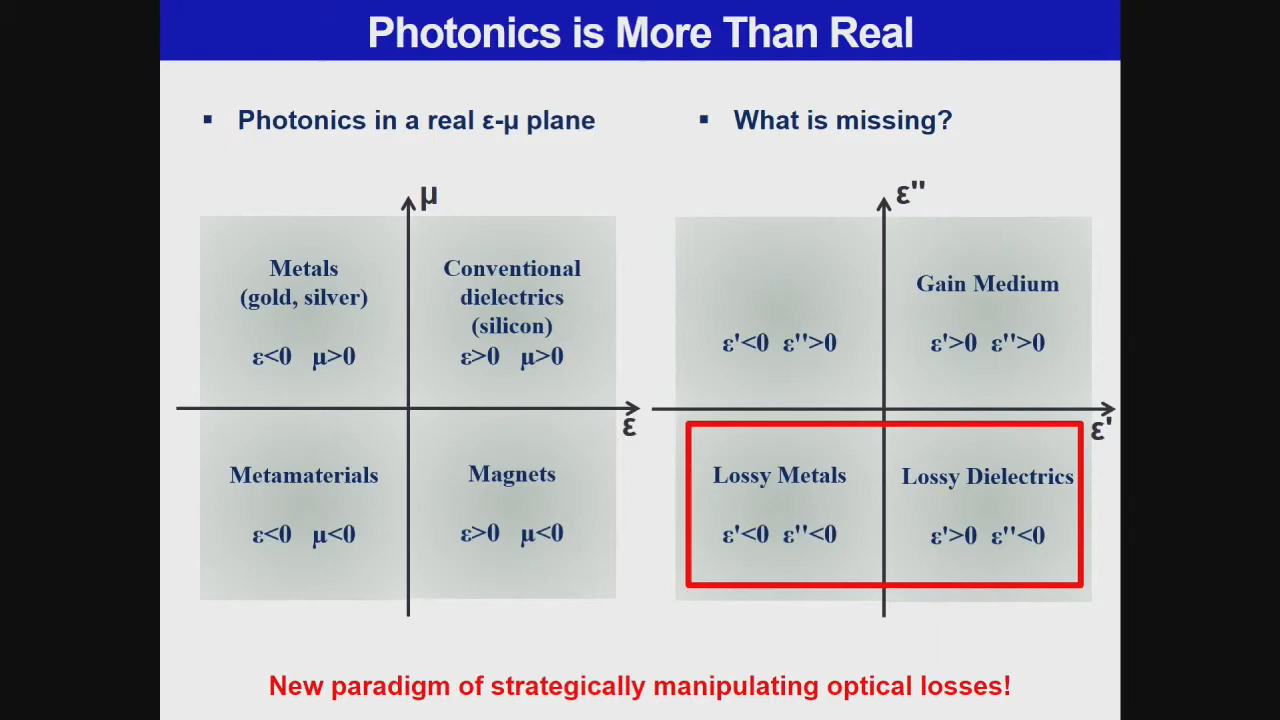 Photonics is More Than Real
▪ Photonics in a real ε-μ plane
μ
Metals
(gold, silver)
ε<0 μ>0
Conventional
dielectrics
(silicon)
ε>0 μ>0
ε
Metamaterials
ε<0 μ<0
Magnets
ε>0 μ<0
▪ What is missing?
ε''
ε'<0 ε''>0
Gain Medium
ε'>0 ε''>0
ε'
Lossy Metals
ε'<0 ε''<0
Lossy Dielectrics
ε'>0 ε''<0
New paradigm of strategically manipulating optical losses!